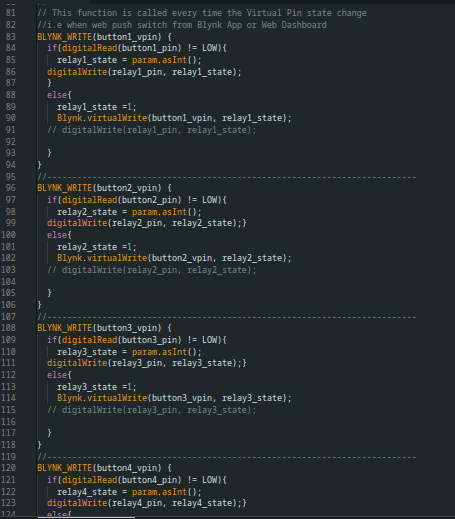 81 // This function is called every time the Virtual Pin state change
82 //i.e when web push switch from Blynk App or Web Dashboard
83 BLYNK_WRITE(button1_vpin) {
84 if(digitalRead(button1_pin) != LOW){
85 relay1_state = param.asInt();
86 digitalWrite(relay1_pin, relay1_state);
87 }
88 else{
89 relay1_state =1;
90 Blynk.virtualWrite(button1_vpin, relay1_state);
91 // digitalWrite(relay1_pin, relay1_state);
92
93 }
94 }
95 //---------------------------------------------------------------------------
96 BLYNK_WRITE(button2_vpin) {
97 if(digitalRead(button2_pin) != LOW){
98 relay2_state = param.asInt();
99 digitalWrite(relay2_pin, relay2_state);}
100 else{
101 relay2_state =1;
102 Blynk.virtualWrite(button2_vpin, relay2_state);
103 // digitalWrite(relay2_pin, relay2_state);
104
105 }
106 }
107 //---------------------------------------------------------------------------
108 BLYNK_WRITE(button3_vpin) {
109 if(digitalRead(button3_pin) != LOW){
110 relay3_state = param.asInt();
111 digitalWrite(relay3_pin, relay3_state);}
112 else{
113 relay3_state =1;
114 Blynk.virtualWrite(button3_vpin, relay3_state);
115 // digitalWrite(relay3_pin, relay3_state);
116
117 }
118 }
119 //---------------------------------------------------------------------------
120 BLYNK_WRITE(button4_vpin) {
121 if(digitalRead(button4_pin) != LOW){
122 relay4_state = param.asInt();
123 digitalWrite(relay4_pin, relay4_state);}
124 else{